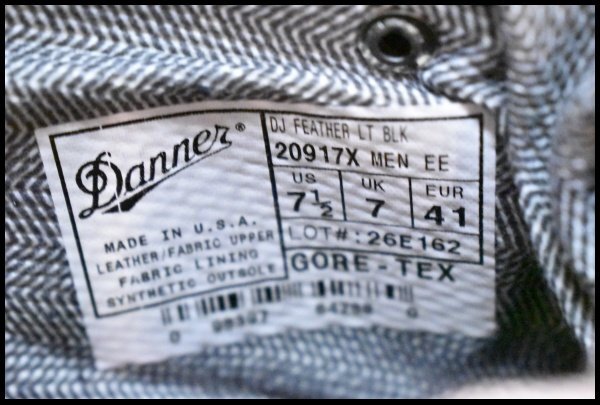 Danner®
MADE IN U.S.A.
LEATHER/FABRIC UPPER
FABRIC LINING
SYNTHETIC OUTSOLE
DJ FEATHER LT BLK
20917X MEN EE
US UK EUR
7½ 7 41
LOT#:26E162
GORE-TEX